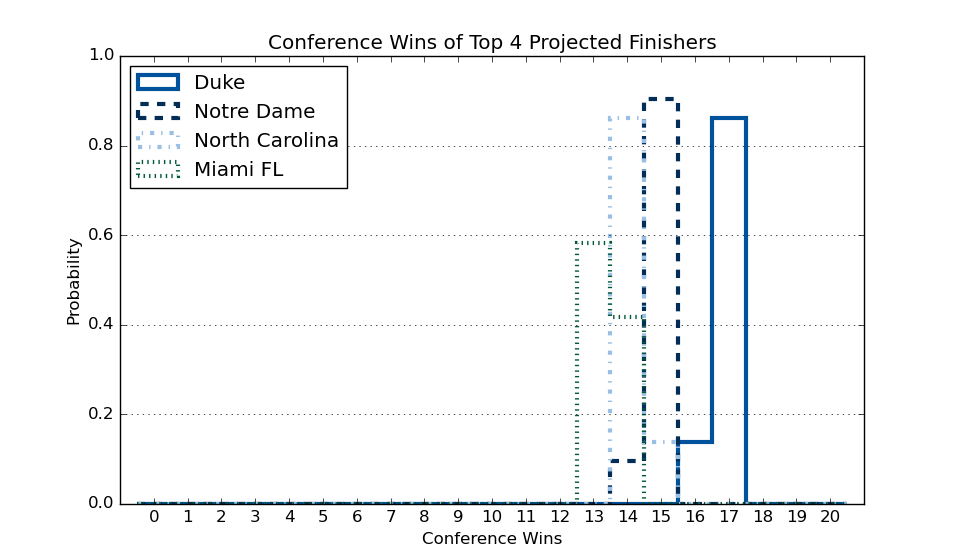 Conference Wins of Top 4 Projected Finishers
1.0
0.8
0.6
0.4
0.2
0.0
Probability
Duke
Notre Dame
North Carolina
Miami FL
0 1 2 3 4 5 6 7 8 9 10 11 12 13 14 15 16 17 18 19 20
Conference Wins